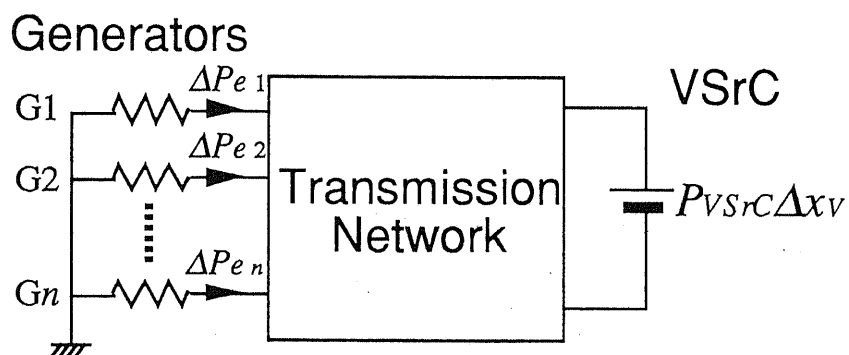 Generators
G1 ΔPe 1
G2 ΔPe 2
Gn ΔPe n
Transmission
Network
VSrC
PVSrCΔxV